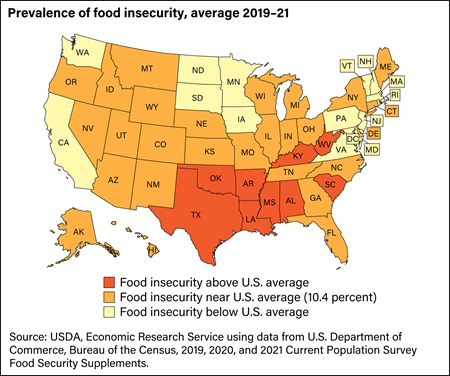 Prevalence of food insecurity, average 2019–21
WA
OR
CA
NV
ID
MT
WY
UT
AZ
CO
NM
ND
SD
NE
KS
OK
TX
MN
IA
MO
AR
LA
WI
IL
MI
IN
OH
KY
TN
MS
AL
GA
FL
SC
NC
VA
WV
PA
NY
VT
NH
ME
MA
RI
CT
NJ
DE
DC
MD
AK
HI
Food insecurity above U.S. average
Food insecurity near U.S. average (10.4 percent)
Food insecurity below U.S. average
Source: USDA, Economic Research Service using data from U.S. Department of
Commerce, Bureau of the Census, 2019, 2020, and 2021 Current Population Survey
Food Security Supplements.